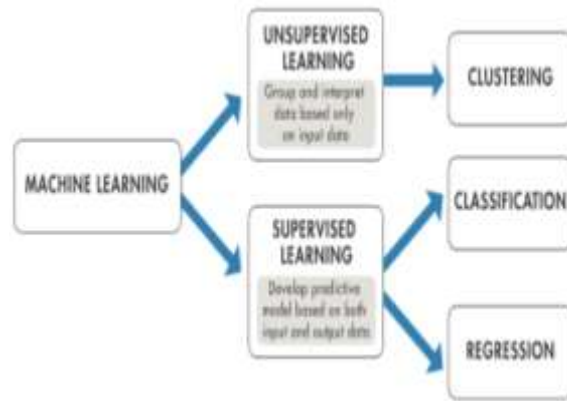 MACHINE LEARNING
UNSUPERVISED
LEARNING
Group and interpret
data based only
on input data
CLUSTERING
SUPERVISED
LEARNING
Develop predictive
model based on both
input and output data
CLASSIFICATION
REGRESSION